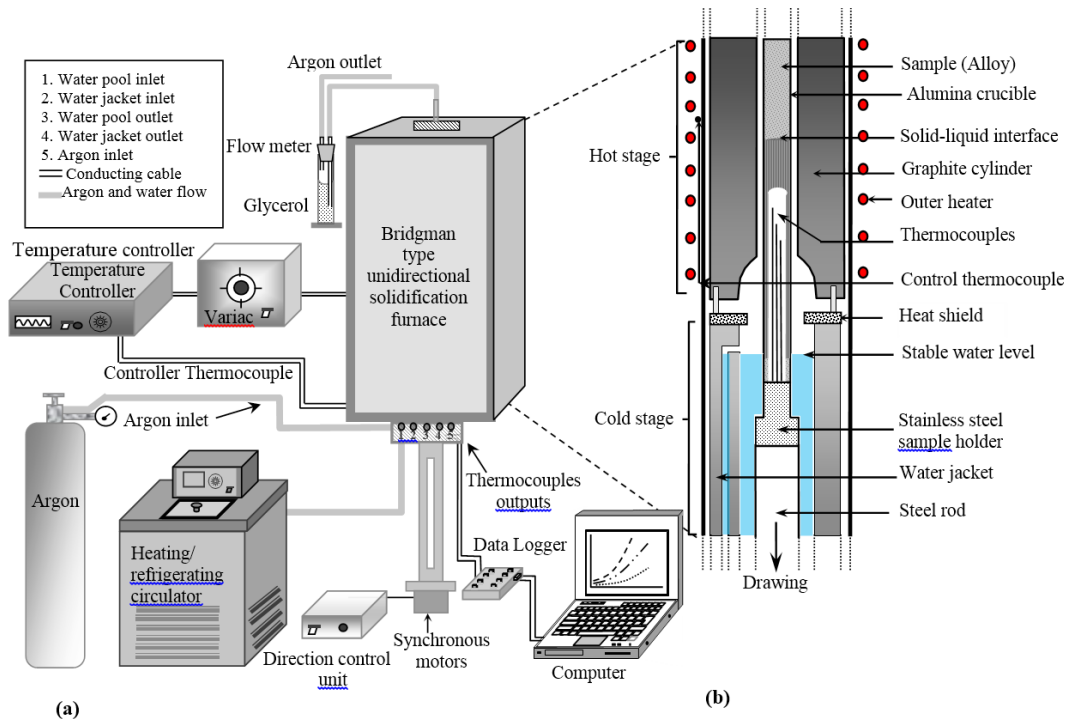 1. Water pool inlet
2. Water jacket inlet
3. Water pool outlet
4. Water jacket outlet
5. Argon inlet
Conducting cable
Argon and water flow
Argon outlet
Flow meter
Glycerol
Temperature controller
Temperature
Controller
Variac
Bridgman
type
unidirectional
solidification
furnace
Controller Thermocouple
Argon inlet
1 2 3 4 5
Argon
Thermocouples
outputs
Heating/
refrigerating
circulator
Data Logger
Direction control
unit
Synchronous
motors
Computer
(a)
Hot stage
Cold stage
Sample (Alloy)
Alumina crucible
Solid-liquid interface
Graphite cylinder
Outer heater
Thermocouples
Control thermocouple
Heat shield
Stable water level
Stainless steel
sample holder
Water jacket
Steel rod
Drawing
(b)